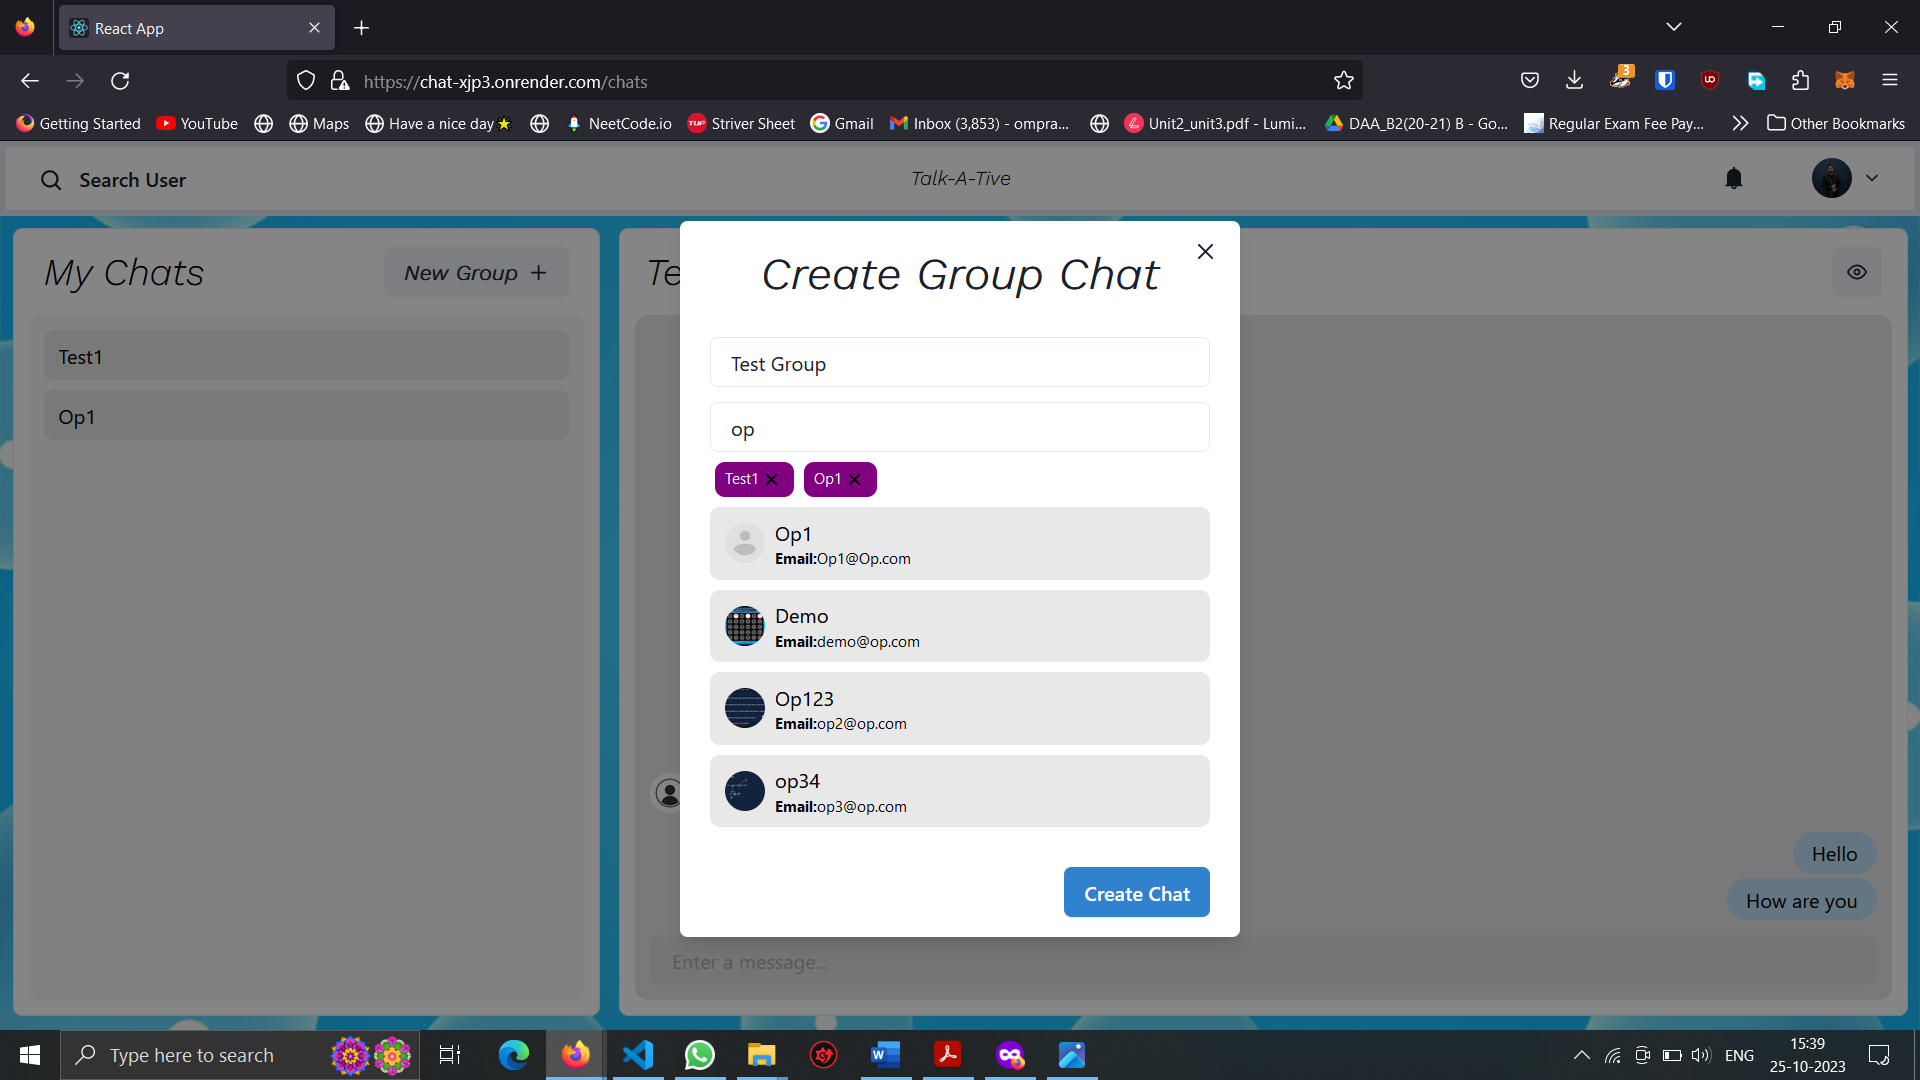 React App
https://chat-xjp3.onrender.com/chats
3
Getting Started
YouTube
Maps
Have a nice day
NeetCode.io
TUF
Striver Sheet
Gmail
Inbox (3,853) - ompra...
Unit2_unit3.pdf - Lumi...
DAA_B2(20-21) B - Go...
Regular Exam Fee Pay...
Other Bookmarks
Search User
Talk-A-Tive
My Chats
New Group +
Te
Test1
Op1
Create Group Chat
Test Group
op
Test1
Op1
Op1
Email:Op1@Op.com
Demo
Email:demo@op.com
Op123
Email:op2@op.com
op34
Email:op3@op.com
Create Chat
Hello
How are you
Enter a message...
Type here to search
ENG
15:39
25-10-2023